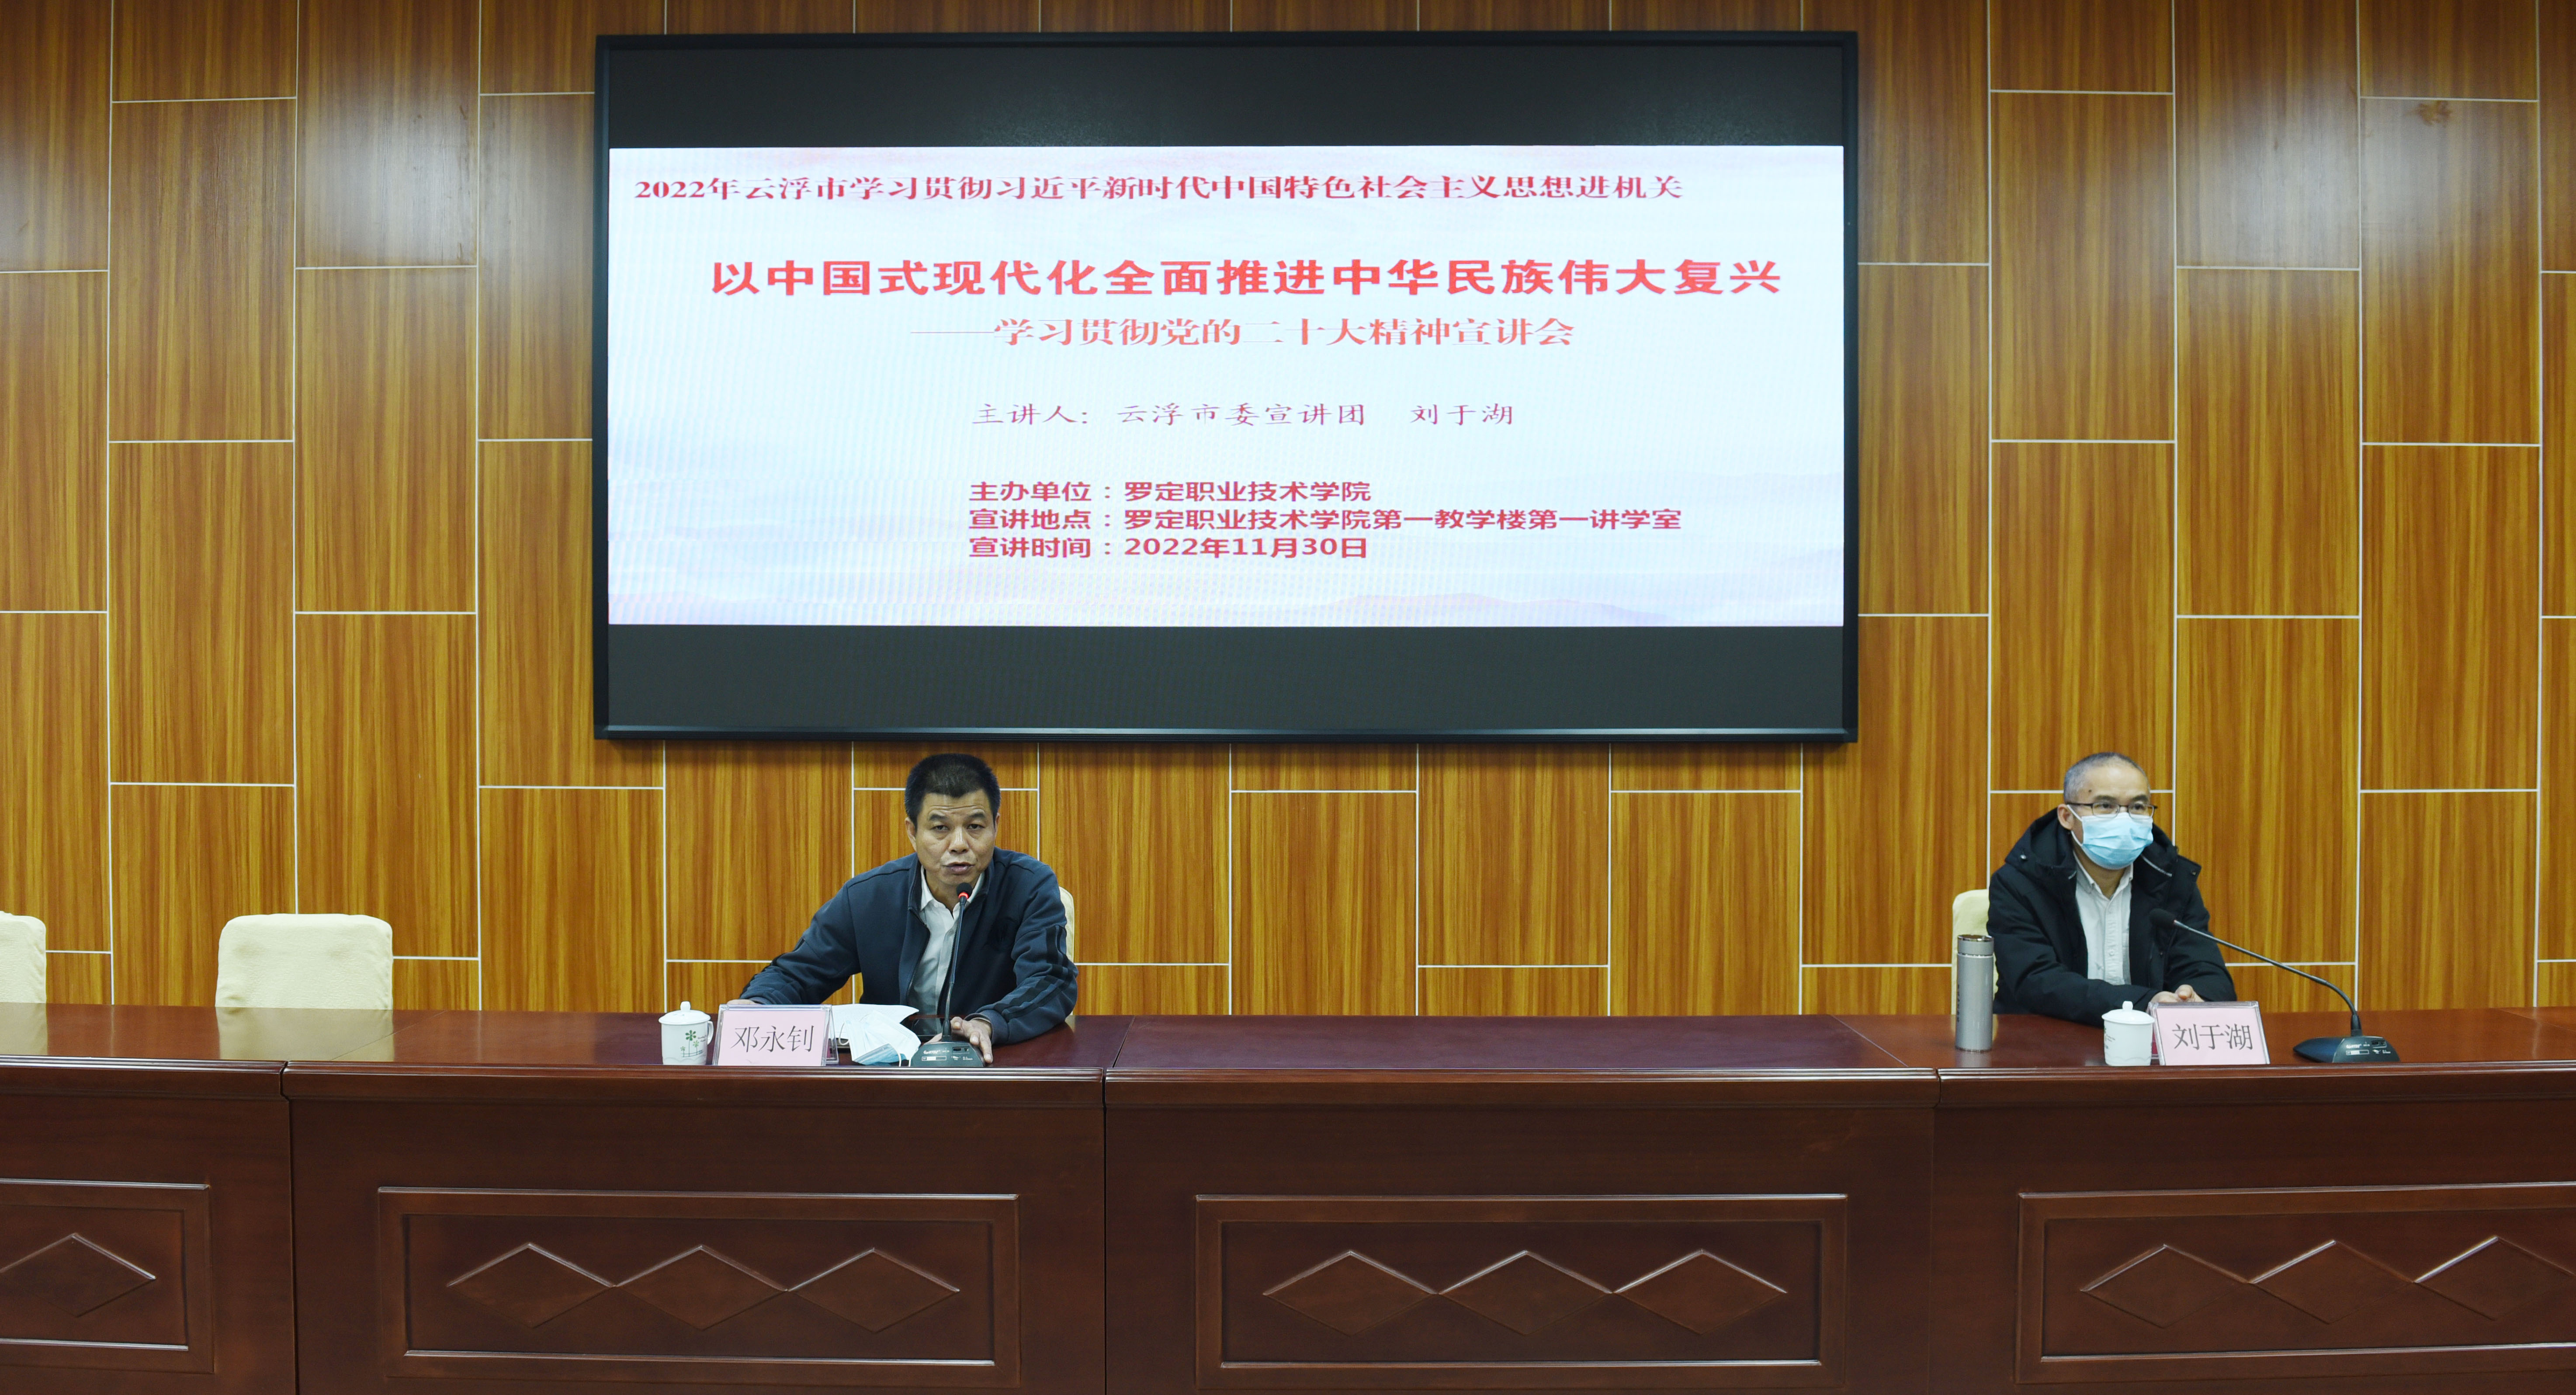 2022年云浮市学习贯彻习近平新时代中国特色社会主义思想进机关
以中国式现代化全面推进中华民族伟大复兴
——学习贯彻党的二十大精神宣讲会
主讲人：云浮市委宣讲团 刘于湖
主办单位：罗定职业技术学院
宣讲地点：罗定职业技术学院第一教学楼第一讲学室
宣讲时间：2022年11月30日
邓永钊
刘于湖